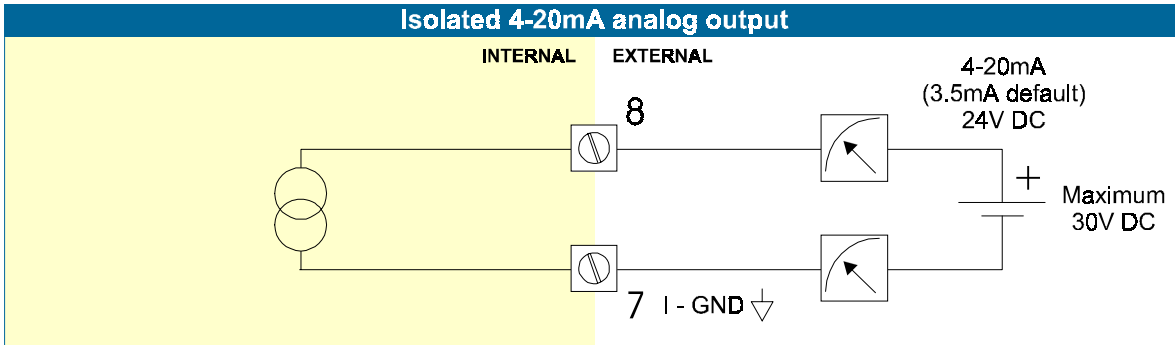 Isolated 4-20mA analog output
INTERNAL EXTERNAL
4-20mA
(3.5mA default)
24V DC
8
+
Maximum
30V DC
7 I - GND